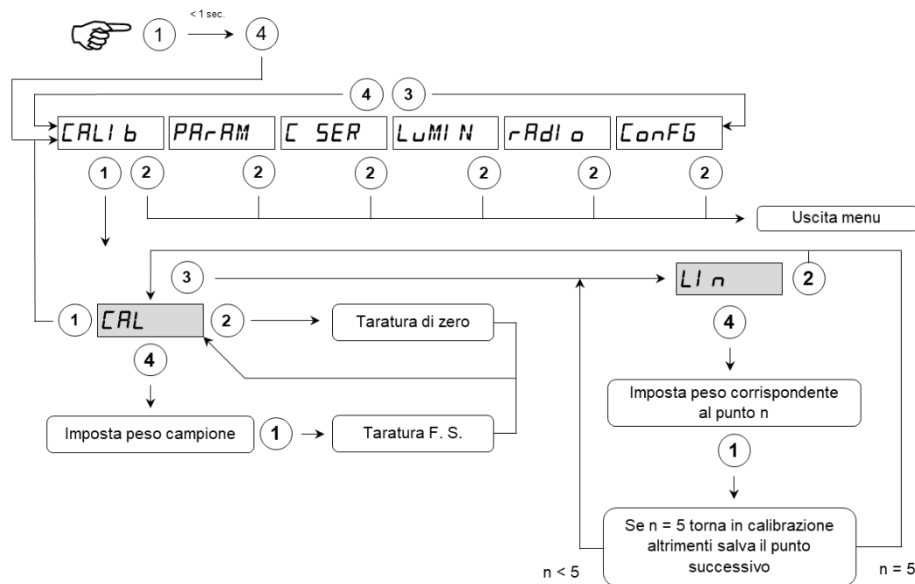 < 1 sec.
1
4
4 3
CALIb PArAM C SER LuMIN rAdIo ConFG
1 2 2 2 2 2 2
Uscita menu
3
LIn 2
1 CAL 2 Taratura di zero
4
4
Imposta peso corrispondente
al punto n
Imposta peso campione 1 Taratura F. S.
1
Se n = 5 torna in calibrazione
altrimenti salva il punto
successivo
n < 5
n = 5